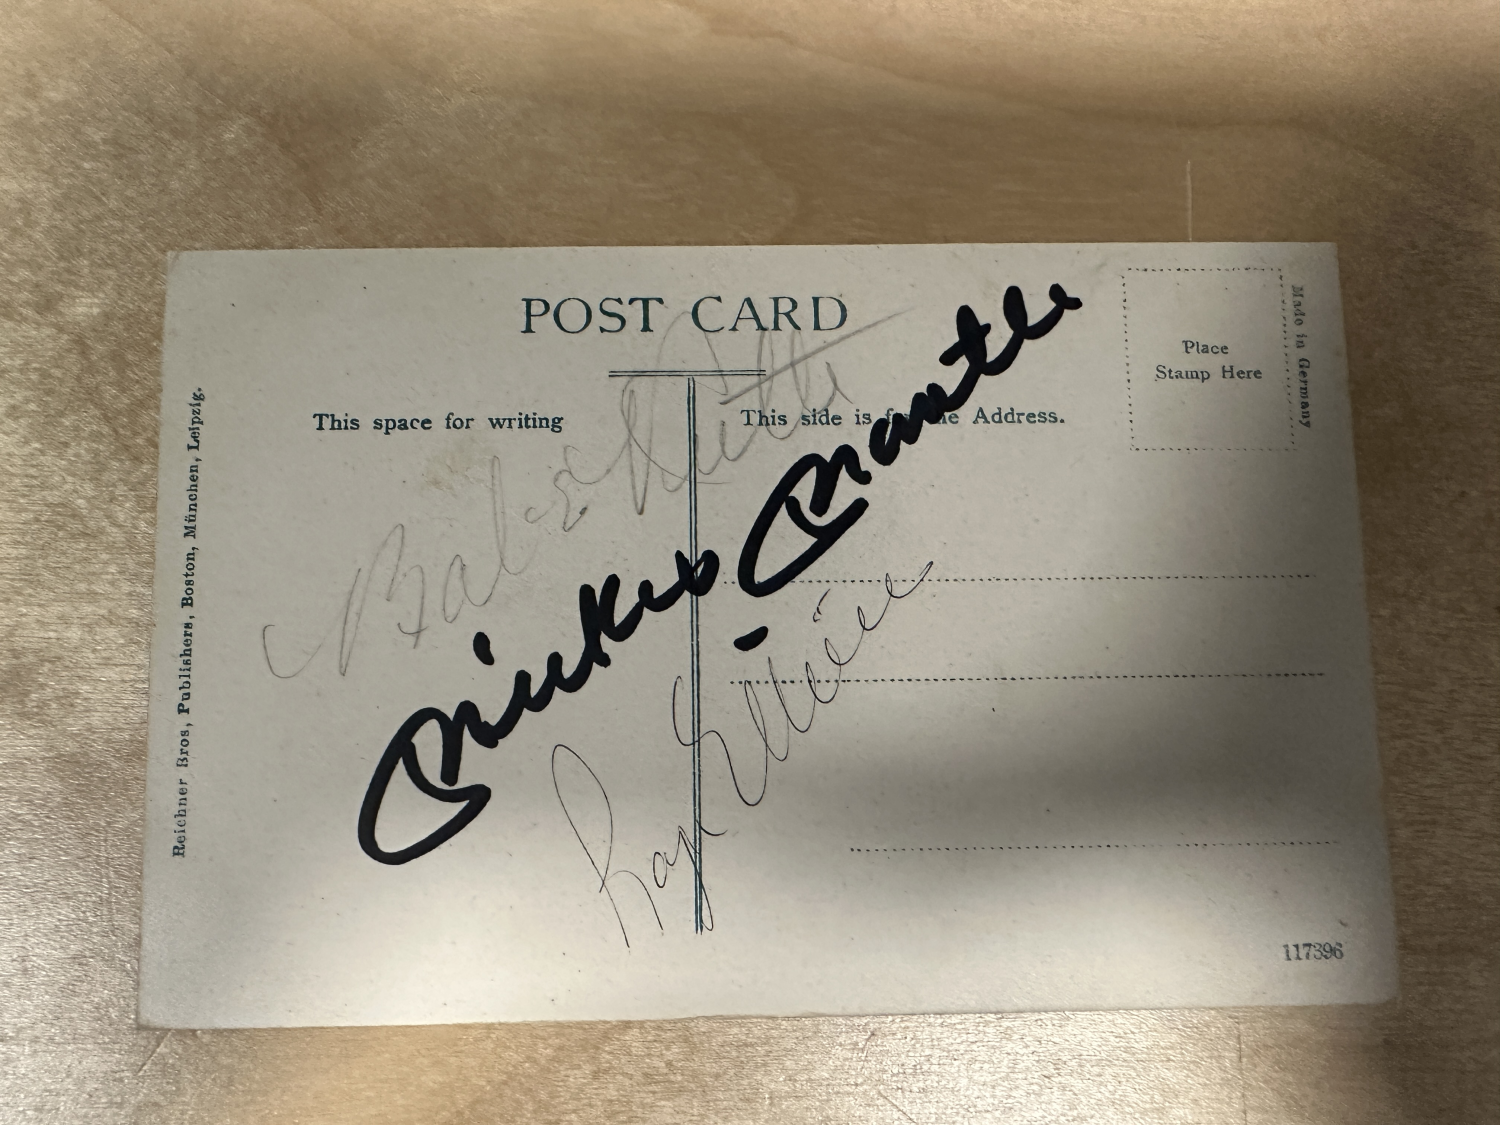 POST CARD
This space for writing
This side is for the Address.
Place
Stamp Here
Made in Germany
Reichner Bros, Publishers, Boston, München, Leipzig.
Babe Ruth
Mickey Mantle
Ray
117396